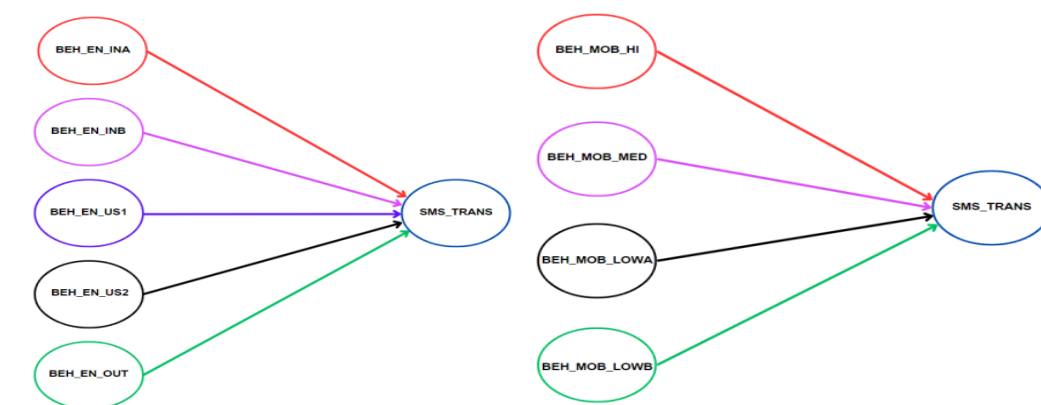 BEH_EN_INA
BEH_EN_INB
BEH_EN_US1
BEH_EN_US2
BEH_EN_OUT
SMS_TRANS
BEH_MOB_HI
BEH_MOB_MED
BEH_MOB_LOWA
BEH_MOB_LOWB
SMS_TRANS